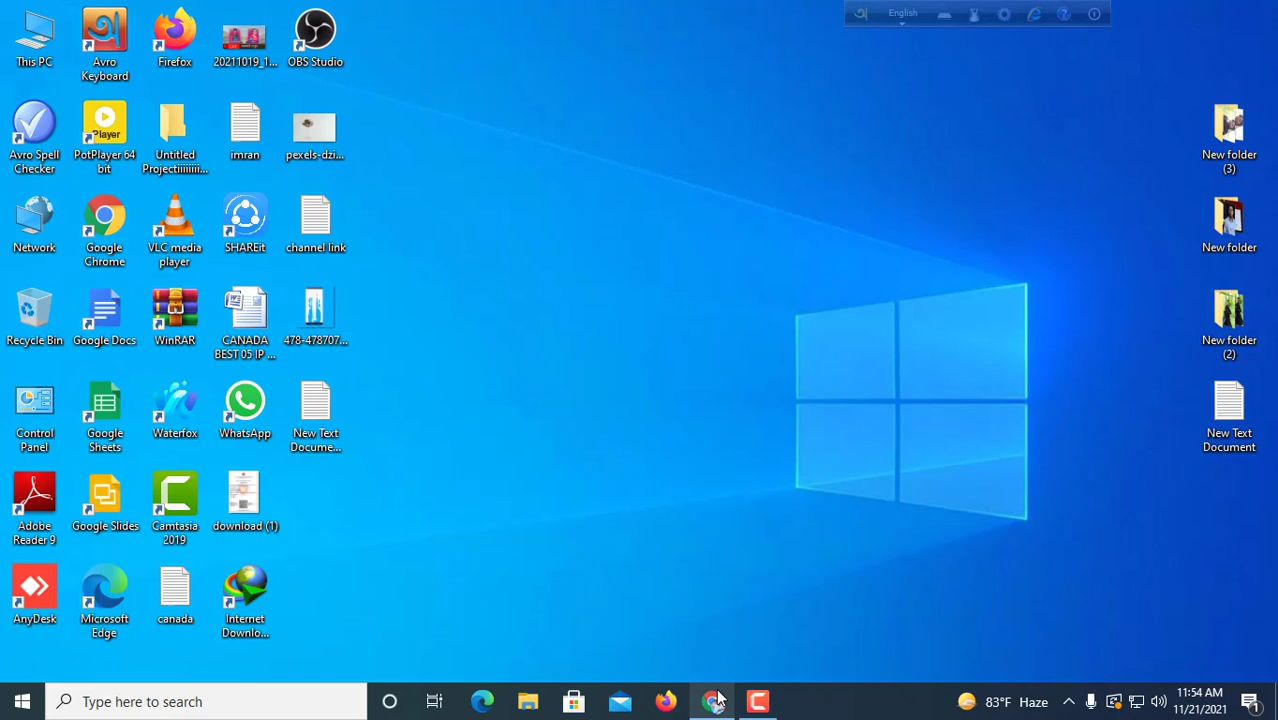 English
This PC
Avro
Keyboard
Firefox
20211019_1...
OBS Studio
Avro Spell
Checker
Player
PotPlayer 64
bit
Untitled
Projectiiiiiii...
imran
pexels-dzi...
New folder
(3)
Network
Google
Chrome
VLC media
player
SHAREit
channel link
New folder
Recycle Bin
Google Docs
WinRAR
CANADA
BEST 05 IP ...
478-478707...
New folder
(2)
Control
Panel
Google
Sheets
Waterfox
WhatsApp
New Text
Docume...
New Text
Document
Adobe
Reader 9
Google Slides
Camtasia
2019
download (1)
AnyDesk
Microsoft
Edge
canada
Internet
Downlo...
Type here to search
83°F Haze
11:54 AM
11/21/2021
1